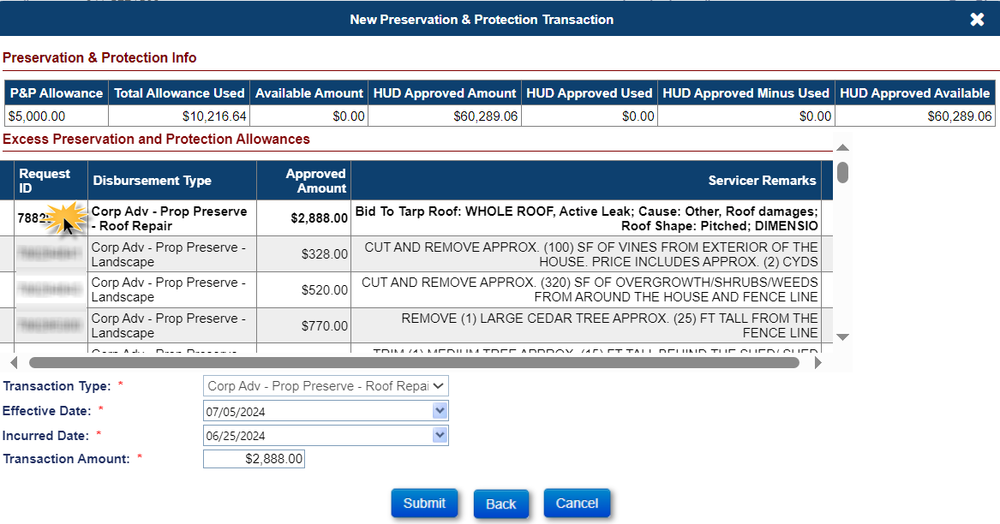 New Preservation & Protection Transaction
Preservation & Protection Info
P&P Allowance Total Allowance Used Available Amount HUD Approved Amount HUD Approved Used HUD Approved Minus Used HUD Approved Available
$5,000.00 $10,216.64 $0.00 $60,289.06 $0.00 $0.00 $60,289.06
Excess Preservation and Protection Allowances
Request
ID
Disbursement Type
Approved
Amount
Servicer Remarks
Corp Adv - Prop Preserve
- Roof Repair
$2,888.00
Bid To Tarp Roof: WHOLE ROOF, Active Leak; Cause: Other, Roof damages;
Roof Shape: Pitched; DIMENSIO
Corp Adv - Prop Preserve -
Landscape
$328.00
CUT AND REMOVE APPROX. (100) SF OF VINES FROM EXTERIOR OF THE
HOUSE. PRICE INCLUDES APPROX. (2) CYDS
Corp Adv - Prop Preserve -
Landscape
$520.00
CUT AND REMOVE APPROX. (320) SF OF OVERGROWTH/SHRUBS/WEEDS
FROM AROUND THE HOUSE AND FENCE LINE
Corp Adv - Prop Preserve -
Landscape
$770.00
REMOVE (1) LARGE CEDAR TREE APPROX. (25) FT TALL FROM THE
FENCE LINE
Corp Adv - Prop Preserve -
TRIM (1) MEDIUM TREE APPROX. (15) FT TALL BEHIND THE SHED/ SHED
Transaction Type: * Corp Adv - Prop Preserve - Roof Repai
Effective Date: * 07/05/2024
Incurred Date: * 06/25/2024
Transaction Amount: * $2,888.00
Submit Back Cancel